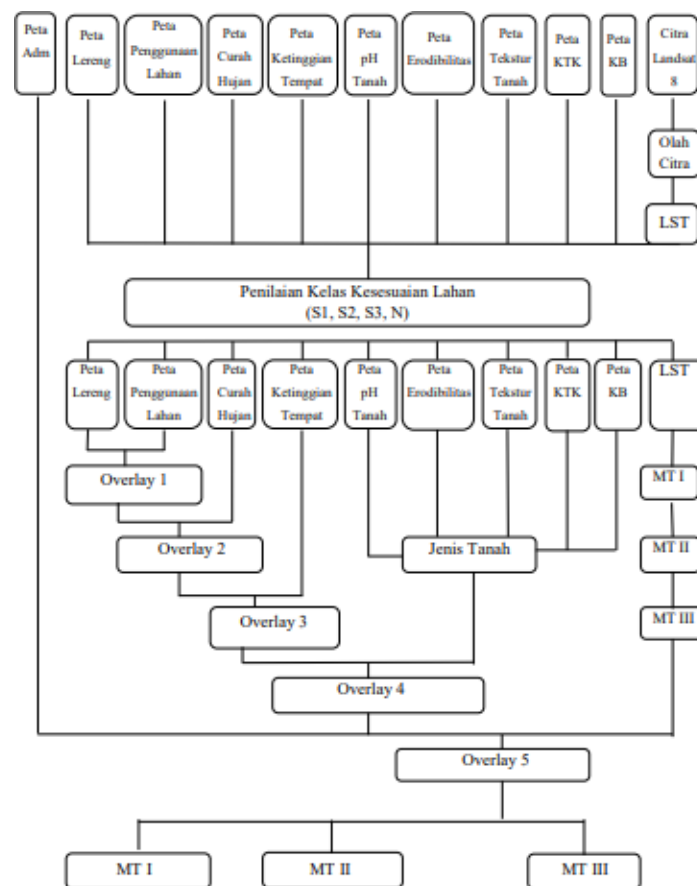 Peta
Adm
Peta
Lereng
Peta
Penggunaan
Lahan
Peta
Curah
Hujan
Peta
Ketinggian
Tempat
Peta
pH
Tanah
Peta
Erodibilitas
Peta
Tekstur
Tanah
Peta
KTK
Peta
KB
Citra
Landsat
8
Olah
Citra
LST
Penilaian Kelas Kesesuaian Lahan
(S1, S2, S3, N)
Peta
Lereng
Peta
Penggunaan
Lahan
Peta
Curah
Hujan
Peta
Ketinggian
Tempat
Peta
pH
Tanah
Peta
Erodibilitas
Peta
Tekstur
Tanah
Peta
KTK
Peta
KB
LST
Overlay 1
MT I
Overlay 2
Jenis Tanah
MT II
Overlay 3
MT III
Overlay 4
Overlay 5
MT I
MT II
MT III